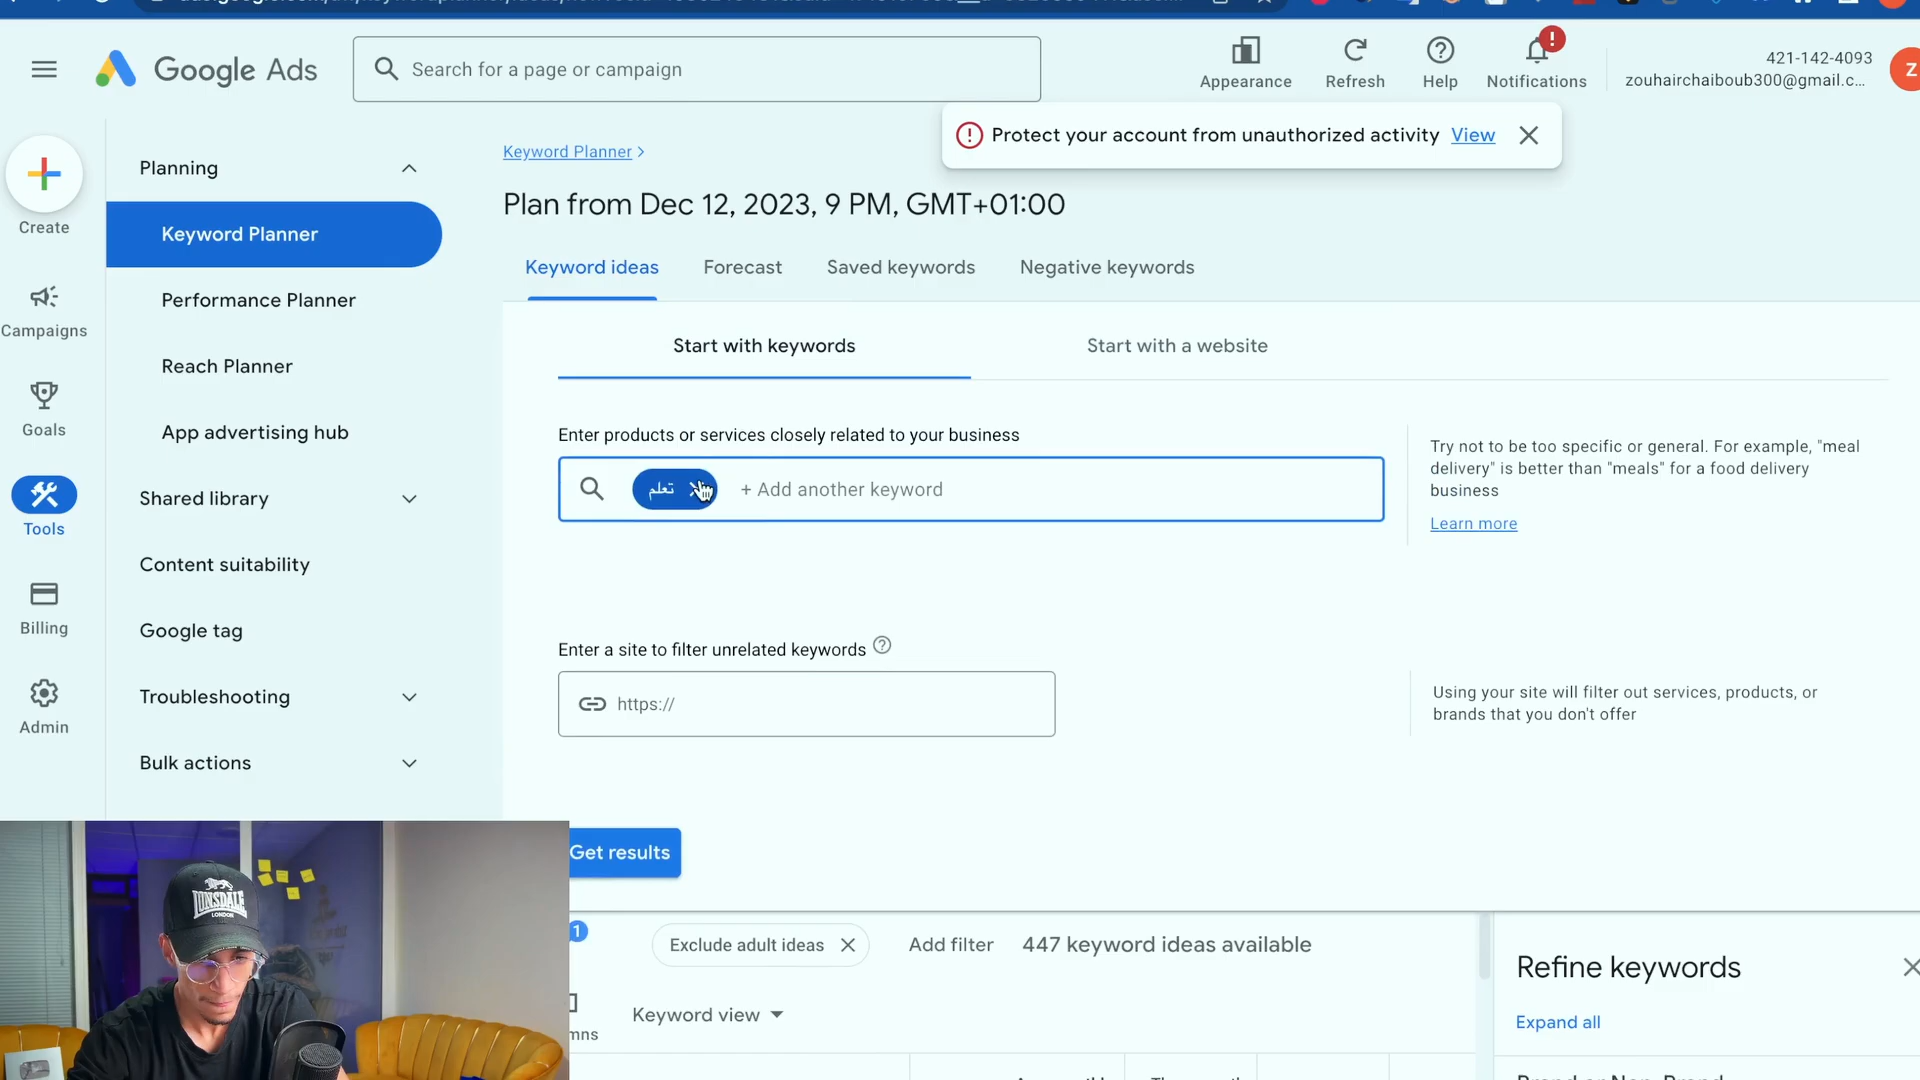 Google Ads
Search for a page or campaign
Appearance
Refresh
Help
Notifications
421-142-4093
zouhairchaiboub300@gmail.c...
Z
Protect your account from unauthorized activity View
Create
Campaigns
Goals
Tools
Billing
Admin
Planning
Keyword Planner
Performance Planner
Reach Planner
App advertising hub
Shared library
Content suitability
Google tag
Troubleshooting
Bulk actions
Keyword Planner
Plan from Dec 12, 2023, 9 PM, GMT+01:00
Keyword ideas
Forecast
Saved keywords
Negative keywords
Start with keywords
Start with a website
Enter products or services closely related to your business
تعلم
+ Add another keyword
Try not to be too specific or general. For example, "meal
delivery" is better than "meals" for a food delivery
business
Learn more
Enter a site to filter unrelated keywords
https://
Using your site will filter out services, products, or
brands that you don't offer
Get results
1
Exclude adult ideas
Add filter
447 keyword ideas available
Keyword view
Refine keywords
Expand all
LONSDALE
LONDON